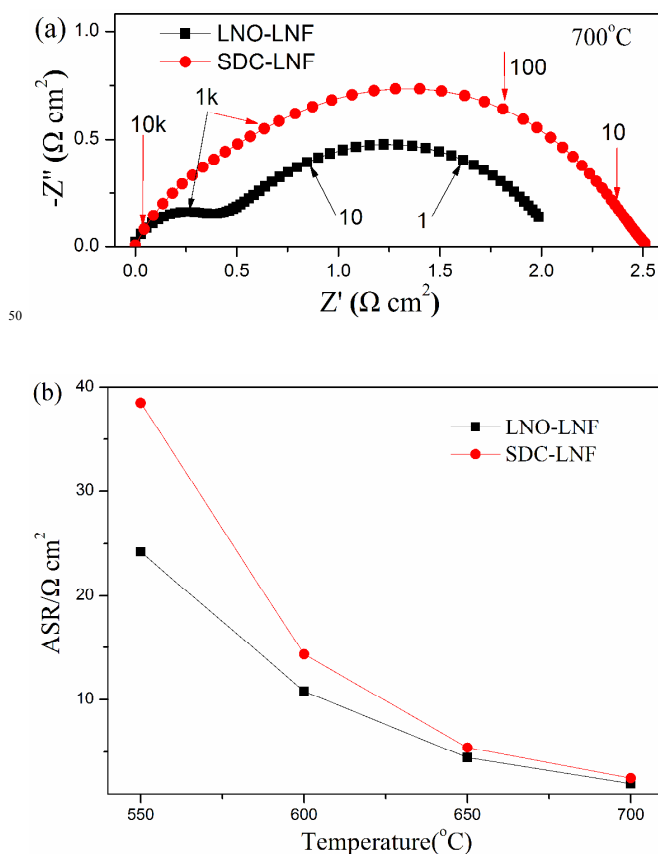 (a)
LNO-LNF
SDC-LNF
700°C
1.0
0.5
0.0
-Z" (Ω cm²)
10k
1k
100
10
10
1
0.0 0.5 1.0 1.5 2.0 2.5
Z' (Ω cm²)
50
(b)
LNO-LNF
SDC-LNF
40
30
20
10
ASR/Ω cm²
550 600 650 700
Temperature(°C)